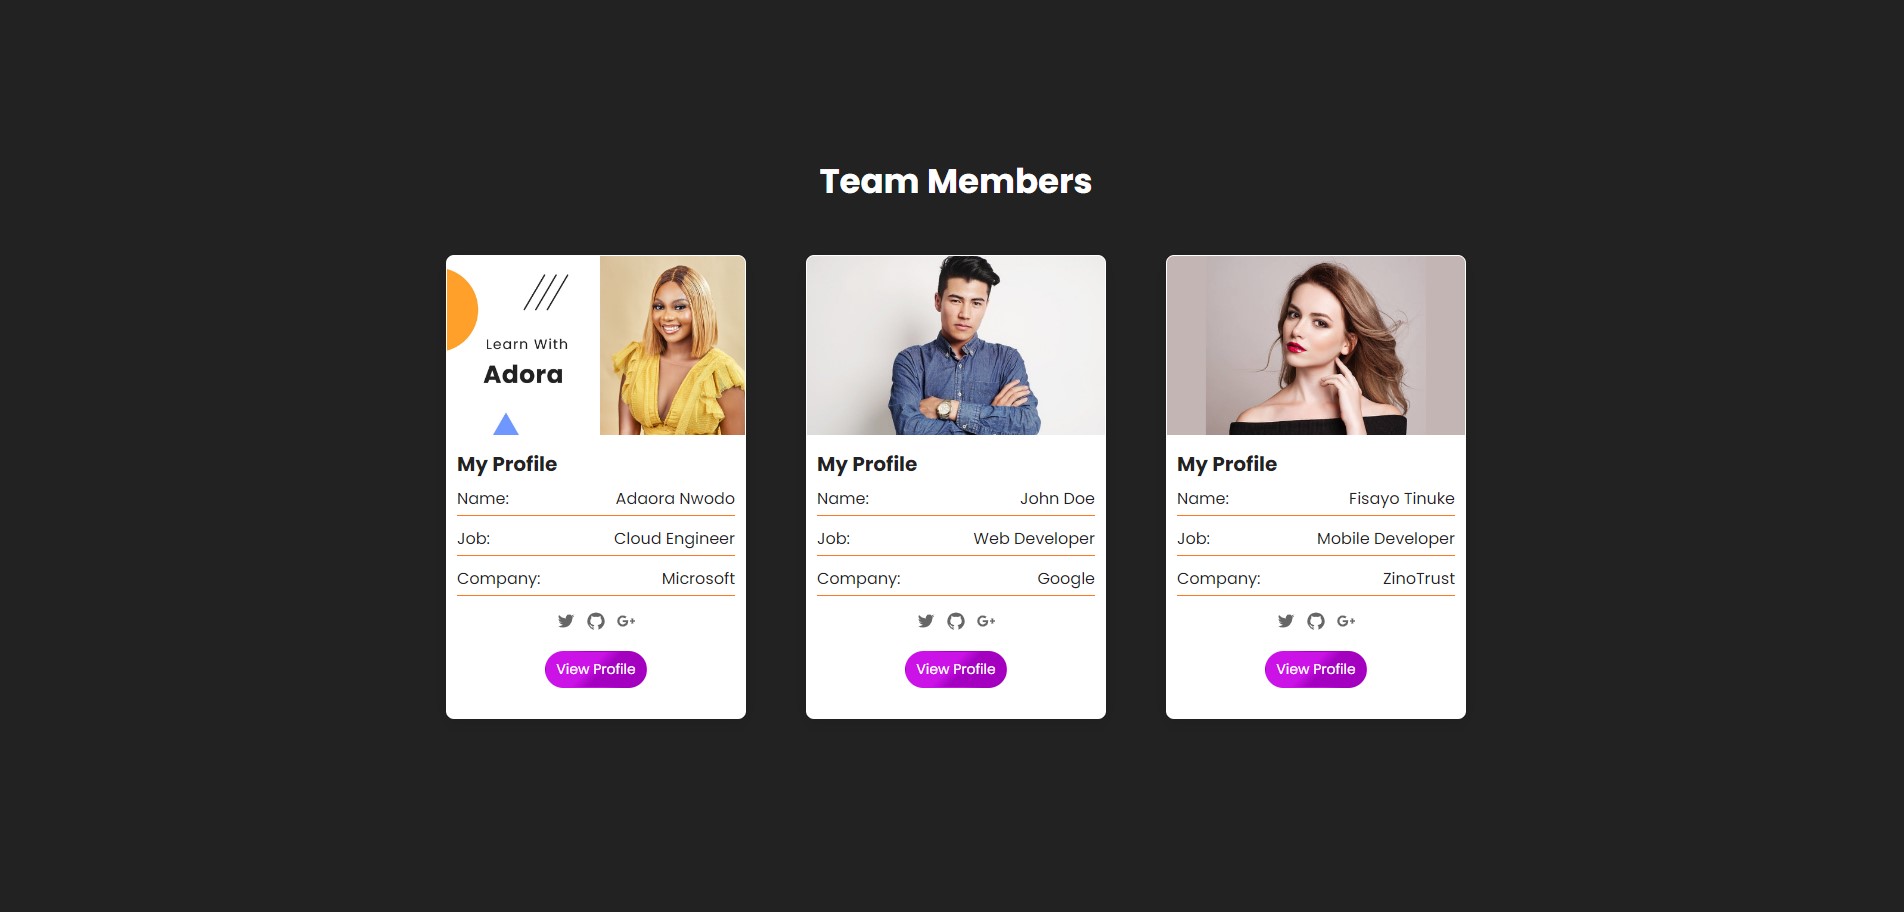 Team Members
Learn With
Adora
My Profile
Name: Adaora Nwodo
Job: Cloud Engineer
Company: Microsoft
G+
View Profile
My Profile
Name: John Doe
Job: Web Developer
Company: Google
G+
View Profile
My Profile
Name: Fisayo Tinuke
Job: Mobile Developer
Company: ZinoTrust
G+
View Profile